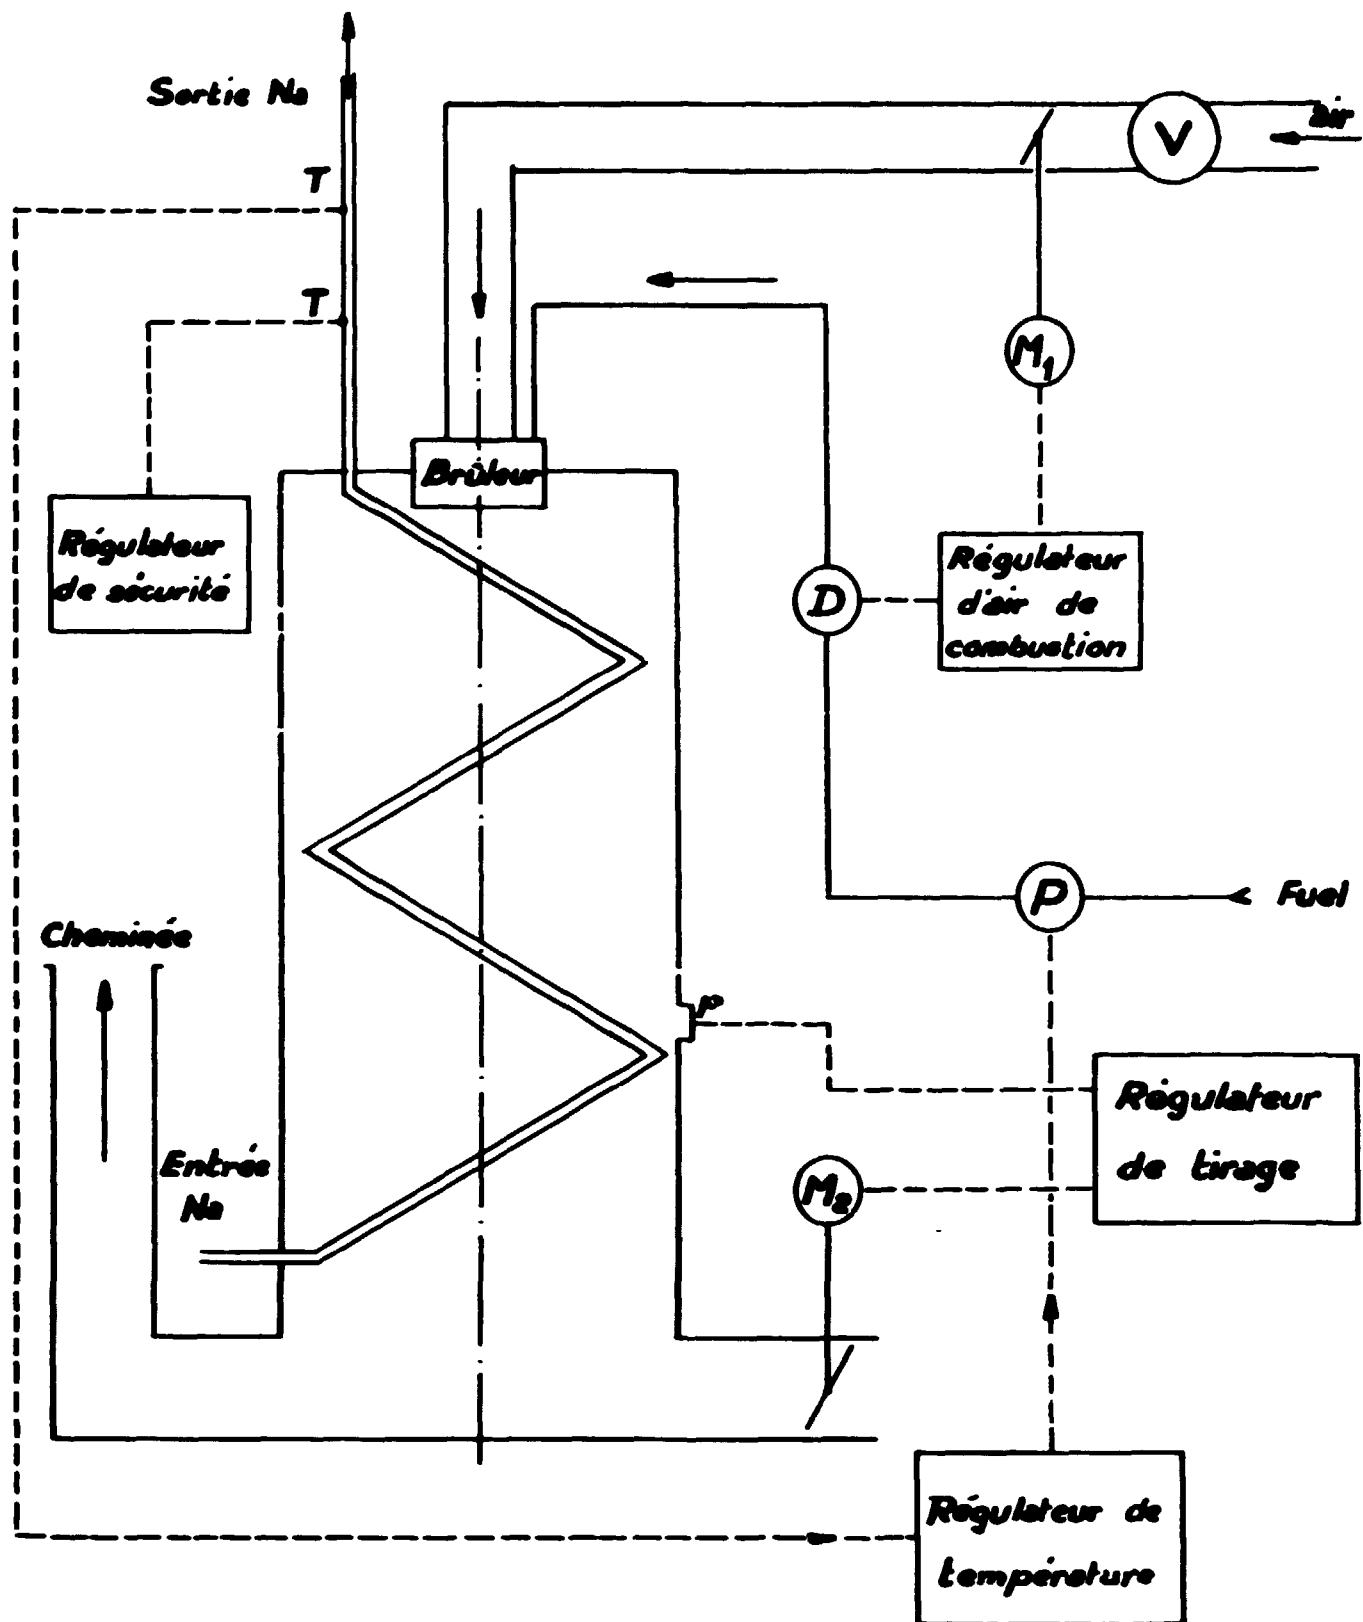 Sortie Na
air
V
T
T
M1
Brûleur
Régulateur
de sécurité
D
Régulateur
d'air de
combustion
P
Fuel
Cheminée
P
Régulateur
de tirage
Entrée
Na
M2
Régulateur de
température